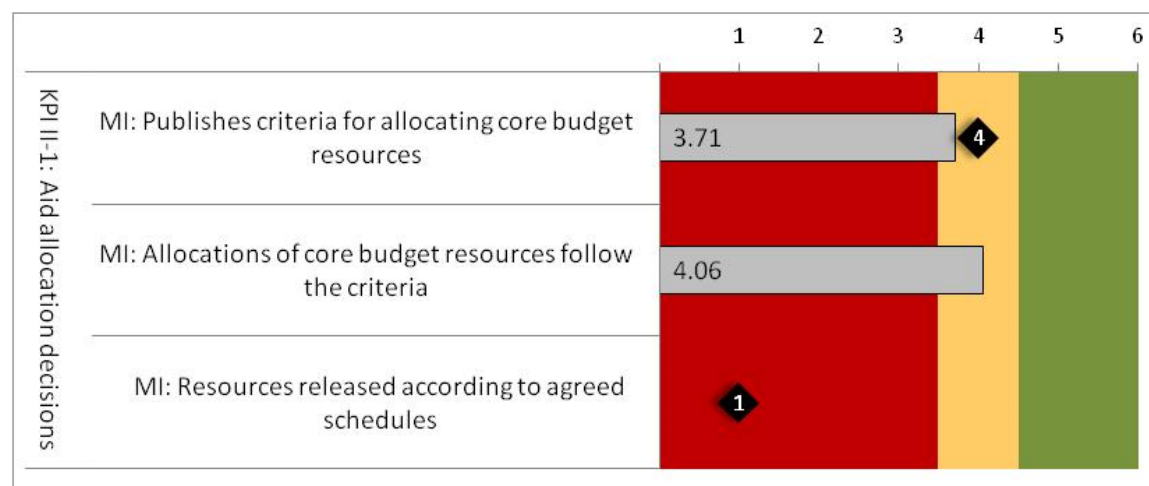 1 2 3 4 5 6
KPI II-1: Aid allocation decisions
MI: Publishes criteria for allocating core budget
resources
3.71
4
MI: Allocations of core budget resources follow
the criteria
4.06
MI: Resources released according to agreed
schedules
1